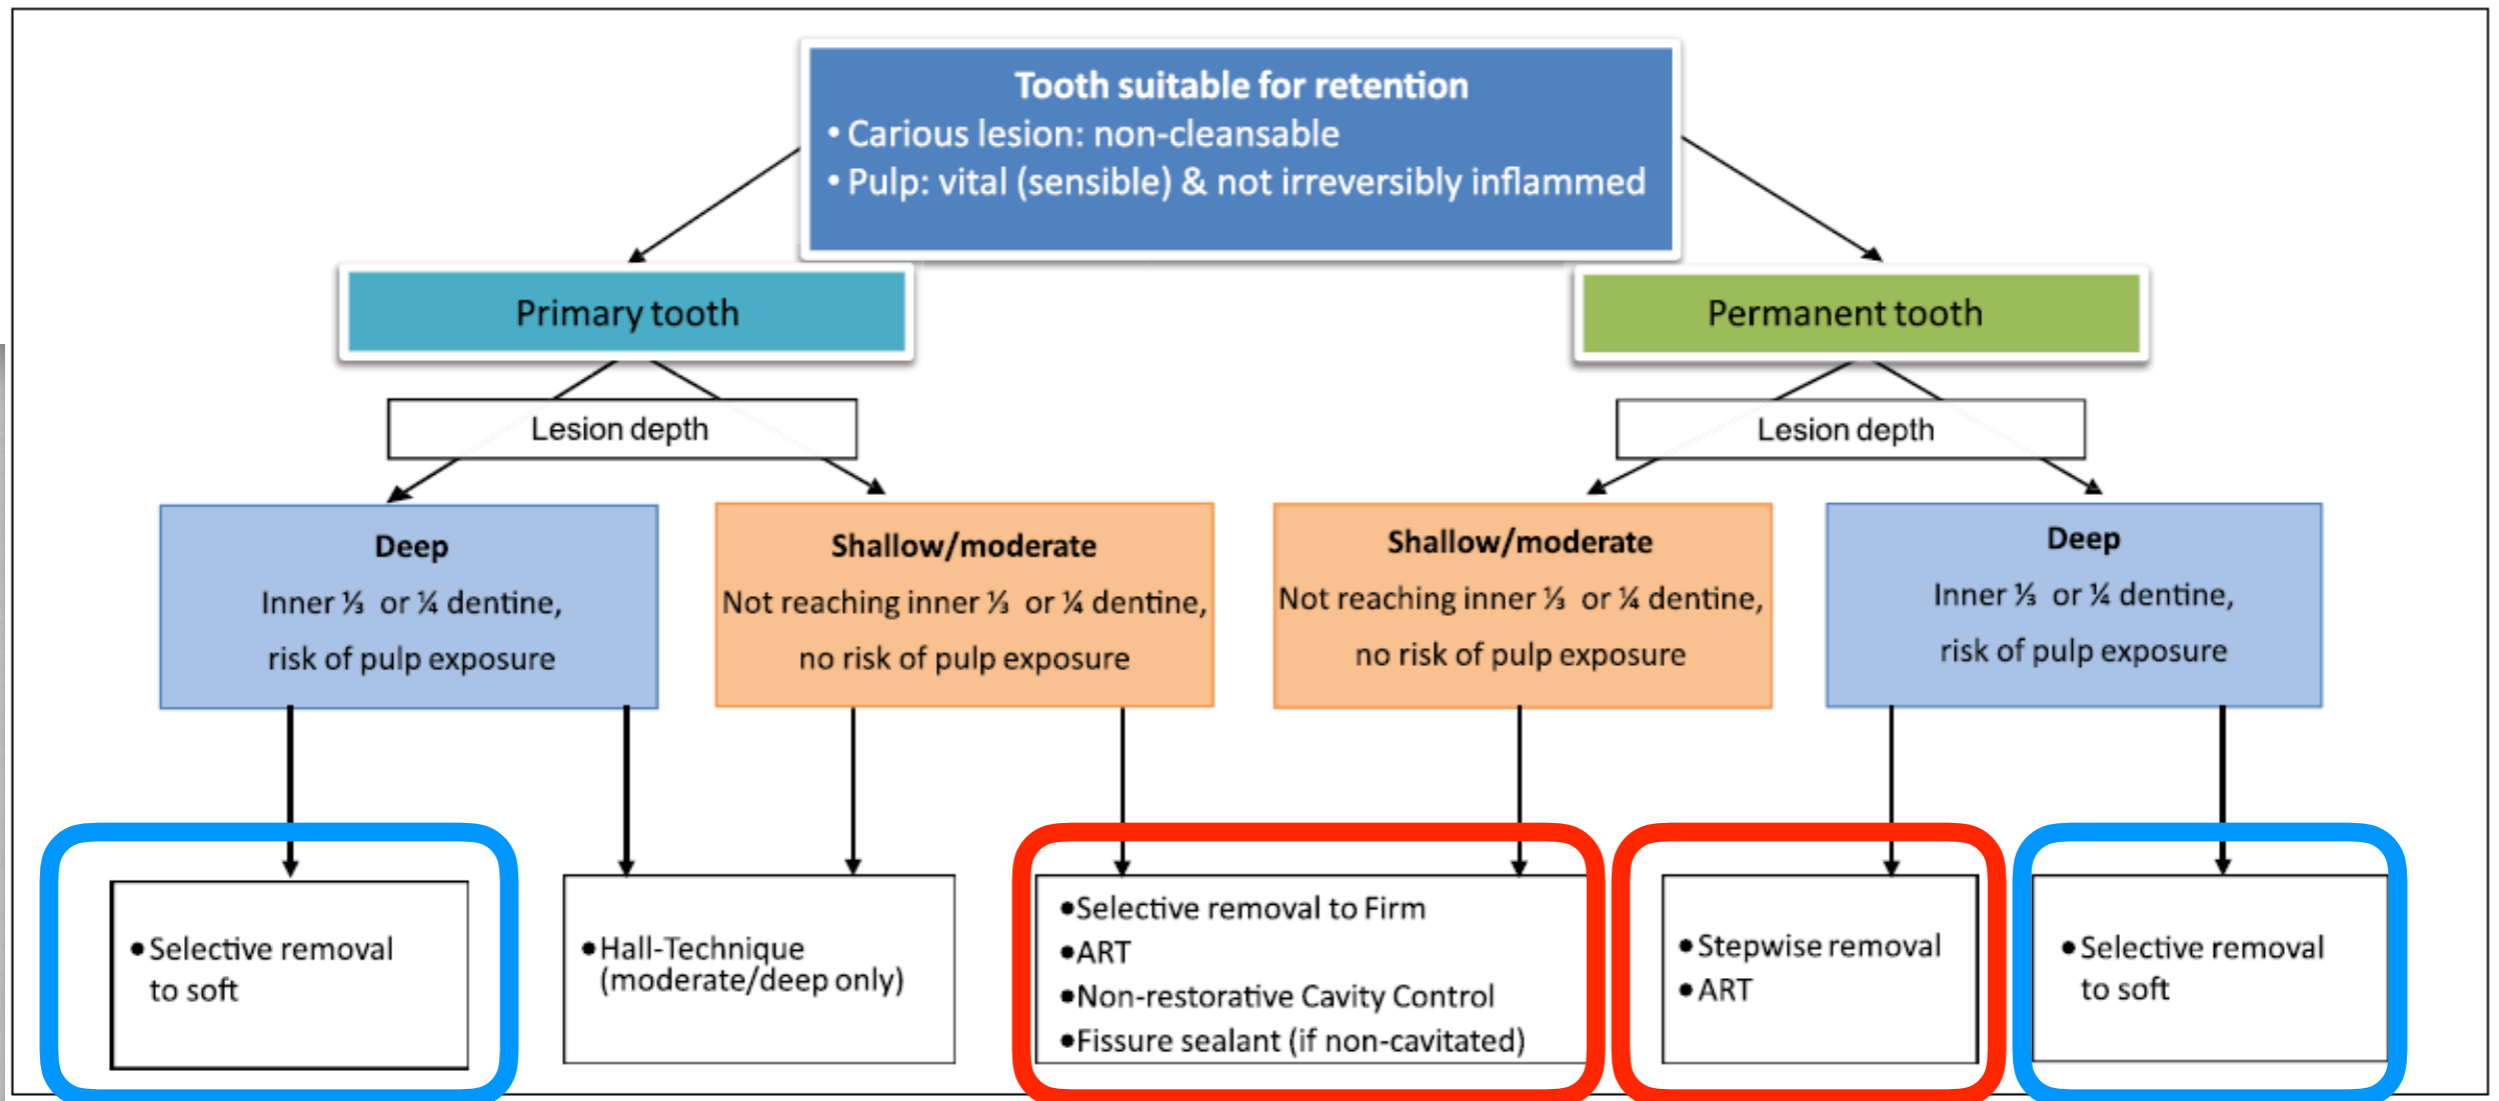 Tooth suitable for retention
• Carious lesion: non-cleansable
• Pulp: vital (sensible) & not irreversibly inflammed
Primary tooth
Permanent tooth
Lesion depth
Lesion depth
Deep
Inner ⅓ or ¼ dentine,
risk of pulp exposure
Shallow/moderate
Not reaching inner ⅓ or ¼ dentine,
no risk of pulp exposure
Shallow/moderate
Not reaching inner ⅓ or ¼ dentine,
no risk of pulp exposure
Deep
Inner ⅓ or ¼ dentine,
risk of pulp exposure
•Selective removal
to soft
•Hall-Technique
(moderate/deep only)
•Selective removal to Firm
•ART
•Non-restorative Cavity Control
•Fissure sealant (if non-cavitated)
•Stepwise removal
•ART
•Selective removal
to soft